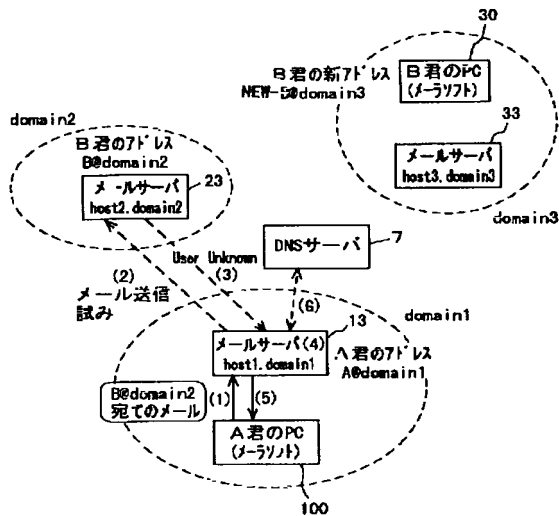 30
B君の新アドレス
NEW-B@domain3
B君のPC
(メーラソフト)
33
メールサーバ
host3.domain3
domain3
domain2
B君のアドレス
B@domain2
メールサーバ
host2.domain2
23
User Unknown
(3)
(2)
メール送信
試み
DNSサーバ
7
(6)
domain1
13
メールサーバ(4)
host1.domain1
A君のアドレス
A@domain1
B@domain2
宛てのメール
(1)
(5)
A君のPC
(メーラソフト)
100